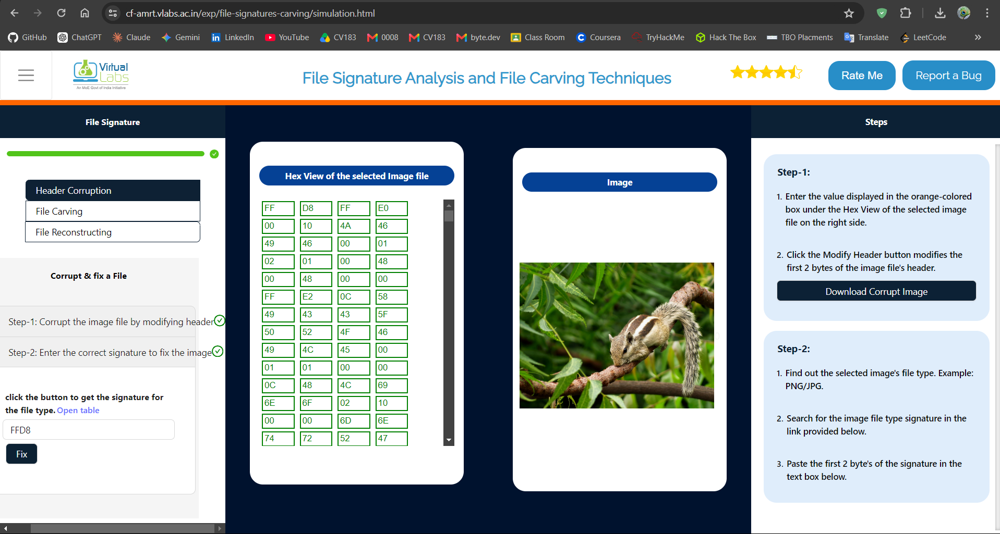 cf-amrt.vlabs.ac.in/exp/file-signatures-carving/simulation.html
GitHub ChatGPT Claude Gemini LinkedIn YouTube CV183 0008 CV183 byte.dev Class Room Coursera TryHackMe Hack The Box TBO Placments Translate LeetCode »
Virtual Labs
An MoE Govt of India Initiative
File Signature Analysis and File Carving Techniques
Rate Me
Report a Bug
File Signature
Header Corruption
File Carving
File Reconstructing
Corrupt & fix a File
Step-1: Corrupt the image file by modifying header
Step-2: Enter the correct signature to fix the image
click the button to get the signature for
the file type. Open table
FFD8
Fix
Hex View of the selected Image file
FF D8 FF E0
00 10 4A 46
49 46 00 01
02 01 00 48
00 48 00 00
FF E2 0C 58
49 43 43 5F
50 52 4F 46
49 4C 45 00
01 01 00 00
0C 48 4C 69
6E 6F 02 10
00 00 6D 6E
74 72 52 47
Image
Steps
Step-1:
1. Enter the value displayed in the orange-colored
box under the Hex View of the selected image
file on the right side.
2. Click the Modify Header button modifies the
first 2 bytes of the image file's header.
Download Corrupt Image
Step-2:
1. Find out the selected image's file type. Example:
PNG/JPG.
2. Search for the image file type signature in the
link provided below.
3. Paste the first 2 byte's of the signature in the
text box below.